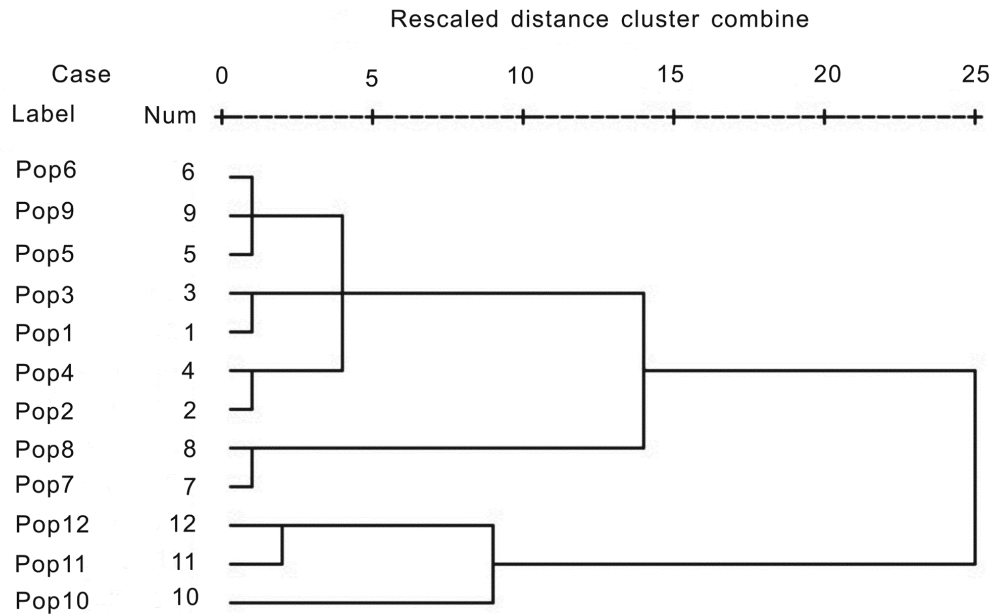 Rescaled distance cluster combine
Case 0 5 10 15 20 25
Label Num
Pop6 6
Pop9 9
Pop5 5
Pop3 3
Pop1 1
Pop4 4
Pop2 2
Pop8 8
Pop7 7
Pop12 12
Pop11 11
Pop10 10